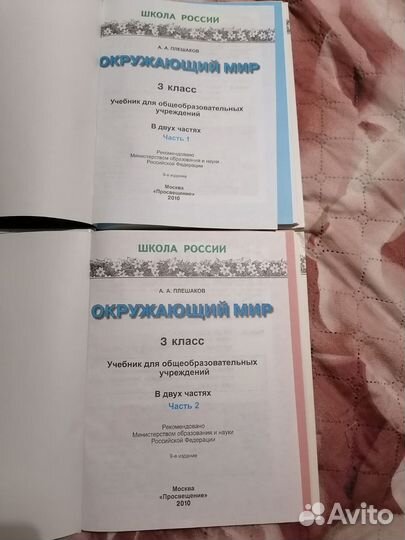 ШКОЛА РОССИИ
А. А. ПЛЕШАКОВ
ОКРУЖАЮЩИЙ МИР
3 класс
учебник для общеобразовательных
учреждений
В двух частях
Часть 1
Рекомендовано
Министерством образования и науки
Российской Федерации
9-е издание
Москва
«Просвещение»
2010
ШКОЛА РОССИИ
А. А. ПЛЕШАКОВ
ОКРУЖАЮЩИЙ МИР
3 класс
Учебник для общеобразовательных
учреждений
В двух частях
Часть 2
Рекомендовано
Министерством образования и науки
Российской Федерации
9-е издание
Москва
«Просвещение»
2010
Avito